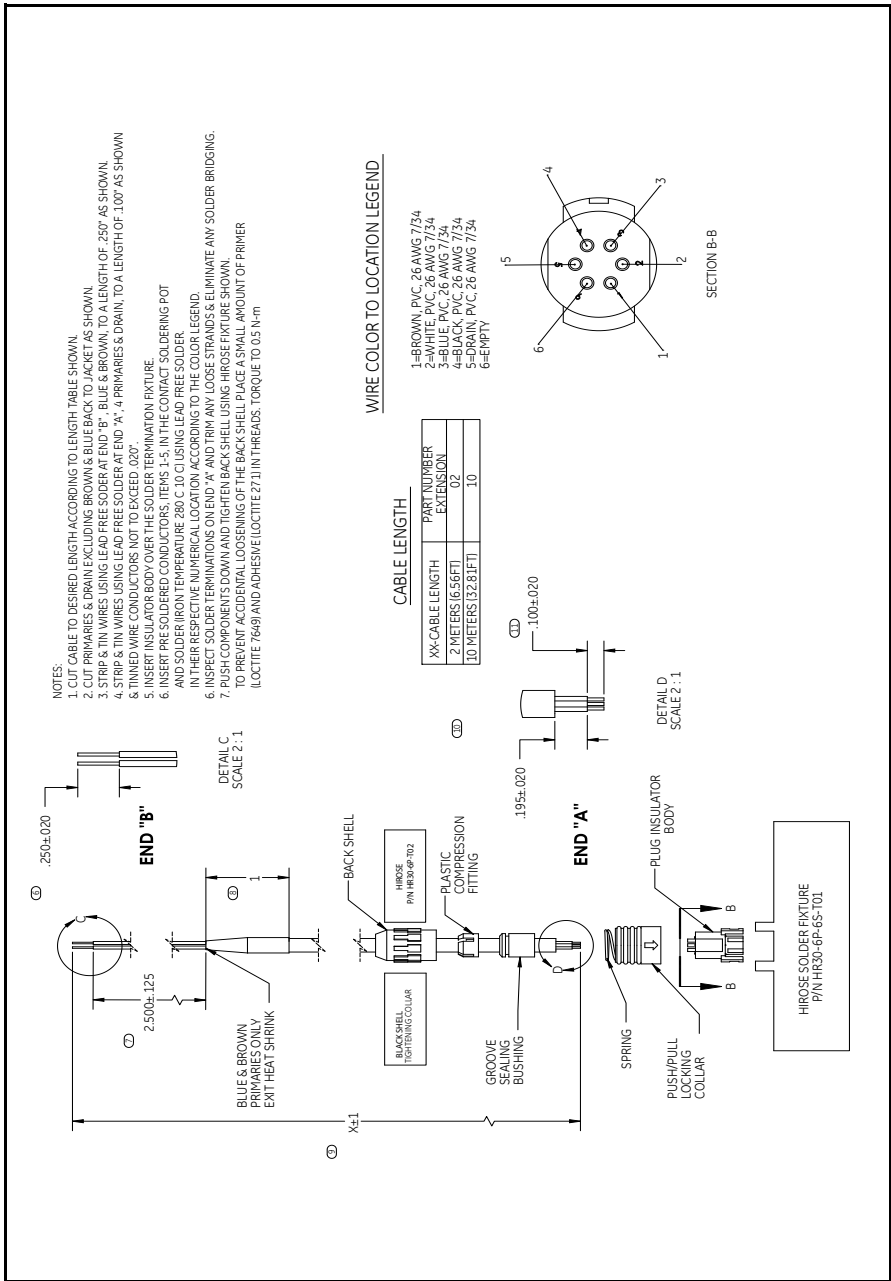 NOTES:
1. CUT CABLE TO DESIRED LENGTH ACCORDING TO LENGTH TABLE SHOWN.
2. CUT PRIMARIES & DRAIN EXCLUDING BROWN & BLUE BACK TO JACKET AS SHOWN.
3. STRIP & TIN WIRES USING LEAD FREE SODER AT END "B", BLUE & BROWN, TO A LENGTH OF .250" AS SHOWN.
4. STRIP & TIN WIRES USING LEAD FREE SOLDER AT END "A", 4 PRIMARIES & DRAIN, TO A LENGTH OF .100" AS SHOWN
& TINNED WIRE CONDUCTORS NOT TO EXCEED .020".
5. INSERT INSULATOR BODY OVER THE SOLDER TERMINATION FIXTURE.
6. INSERT PRE SOLDERED CONDUCTORS, ITEMS 1-5, IN THE CONTACT SOLDERING POT
AND SOLDER (IRON TEMPERATURE 280 C 10 C) USING LEAD FREE SOLDER.
IN THEIR RESPECTIVE NUMERICAL LOCATION ACCORDING TO THE COLOR LEGEND.
6. INSPECT SOLDER TERMINATIONS ON END "A" AND TRIM ANY LOOSE STRANDS & ELIMINATE ANY SOLDER BRIDGING.
7. PUSH COMPONENTS DOWN AND TIGHTEN BACK SHELL USING HIROSE FIXTURE SHOWN.
TO PREVENT ACCIDENTAL LOOSENING OF THE BACK SHELL PLACE A SMALL AMOUNT OF PRIMER
(LOCTITE 7649) AND ADHESIVE (LOCTITE 271) IN THREADS. TORQUE TO 0.5 N-m
WIRE COLOR TO LOCATION LEGEND
1=BROWN, PVC, 26 AWG 7/34
2=WHITE, PVC, 26 AWG 7/34
3=BLUE, PVC, 26 AWG 7/34
4=BLACK, PVC, 26 AWG 7/34
5=DRAIN, PVC, 26 AWG 7/34
6=EMPTY
CABLE LENGTH
XX-CABLE LENGTH
PART NUMBER
EXTENSION
2 METERS (6.56FT)
02
10 METERS (32.81FT)
10
5
4
6
3
1
2
5
2
SECTION B-B
6
.250±.020
DETAIL C
SCALE 2 : 1
END "B"
C
7
2.500±.125
8
1
BLUE & BROWN
PRIMARIES ONLY
EXIT HEAT SHRINK
9
X±1
BACK SHELL
HIROSE
P/N HR30-6P-T02
BLACK SHELL
TIGHTENING COLLAR
PLASTIC
COMPRESSION
FITTING
GROOVE
SEALING
BUSHING
D
10
.195±.020
11
.100±.020
DETAIL D
SCALE 2 : 1
END "A"
SPRING
PUSH/PULL
LOCKING
COLLAR
PLUG INSULATOR
BODY
B
B
HIROSE SOLDER FIXTURE
P/N HR30-6P-6S-T01